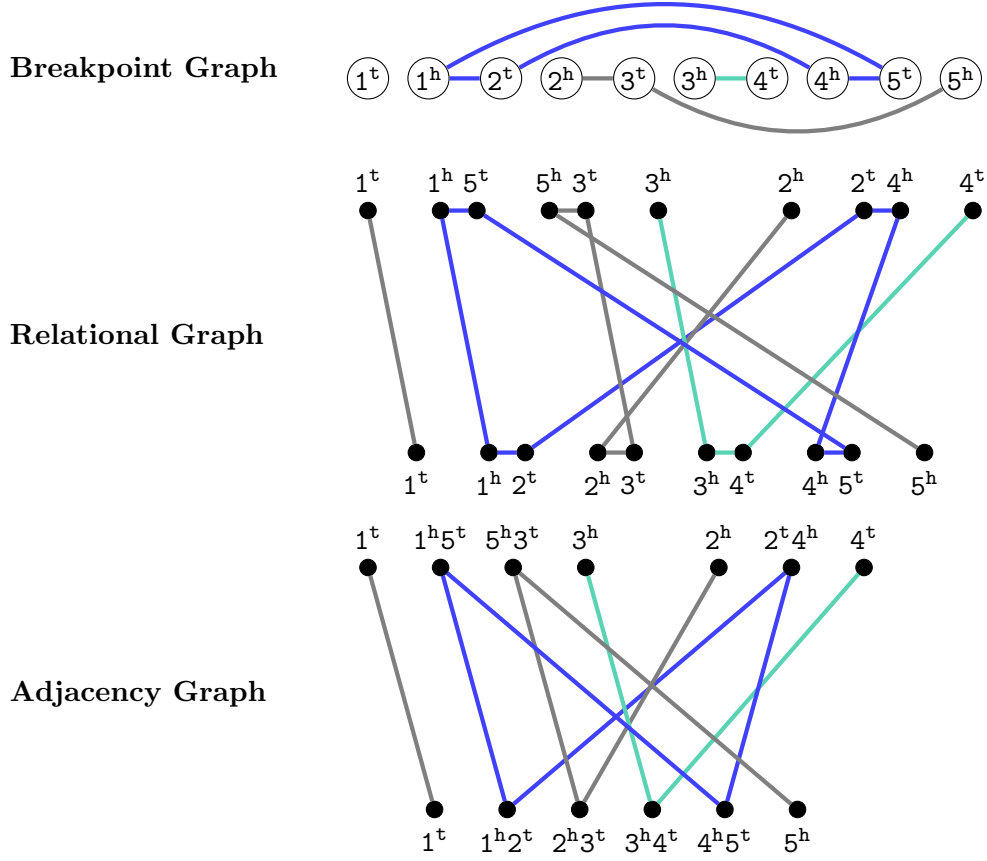 Breakpoint Graph
1ᵗ 1ʰ 2ᵗ 2ʰ 3ᵗ 3ʰ 4ᵗ 4ʰ 5ᵗ 5ʰ
1ᵗ 1ʰ 5ᵗ 5ʰ 3ᵗ 3ʰ 2ʰ 2ᵗ 4ʰ 4ᵗ
Relational Graph
1ᵗ 1ʰ 2ᵗ 2ʰ 3ᵗ 3ʰ 4ᵗ 4ʰ 5ᵗ 5ʰ
1ᵗ 1ʰ5ᵗ 5ʰ3ᵗ 3ʰ 2ʰ 2ᵗ4ʰ 4ᵗ
Adjacency Graph
1ᵗ 1ʰ2ᵗ 2ʰ3ᵗ 3ʰ4ᵗ 4ʰ5ᵗ 5ʰ